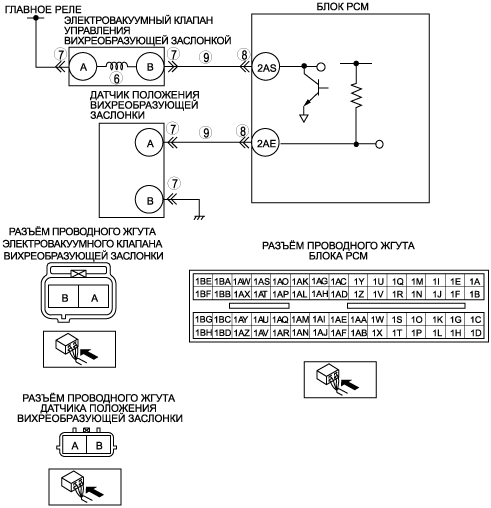 ГЛАВНОЕ РЕЛЕ
ЭЛЕКТРОВАКУУМНЫЙ КЛАПАН
УПРАВЛЕНИЯ
ВИХРЕОБРАЗУЮЩЕЙ ЗАСЛОНКОЙ
БЛОК PCM
7 A 6 B 7 9 8 2AS
ДАТЧИК ПОЛОЖЕНИЯ
ВИХРЕОБРАЗУЮЩЕЙ
ЗАСЛОНКИ
A 7 9 8 2AE
B 7
РАЗЪЁМ ПРОВОДНОГО ЖГУТА
ЭЛЕКТРОВАКУУМНОГО КЛАПАНА
ВИХРЕОБРАЗУЮЩЕЙ ЗАСЛОНКИ
B A
РАЗЪЁМ ПРОВОДНОГО ЖГУТА
БЛОКА PCM
1BE 1BA 1AW 1AS 1AO 1AK 1AG 1AC 1Y 1U 1Q 1M 1I 1E 1A
1BF 1BB 1AX 1AT 1AP 1AL 1AH 1AD 1Z 1V 1R 1N 1J 1F 1B
1BG 1BC 1AY 1AU 1AQ 1AM 1AI 1AE 1AA 1W 1S 1O 1K 1G 1C
1BH 1BD 1AZ 1AV 1AR 1AN 1AJ 1AF 1AB 1X 1T 1P 1L 1H 1D
РАЗЪЁМ ПРОВОДНОГО ЖГУТА
ДАТЧИКА ПОЛОЖЕНИЯ
ВИХРЕОБРАЗУЮЩЕЙ ЗАСЛОНКИ
A B